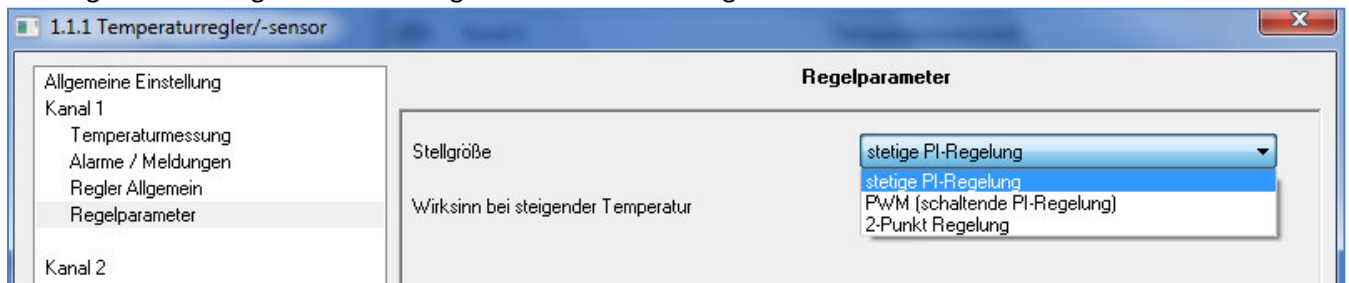 1.1.1 Temperaturregler/-sensor
Allgemeine Einstellung
Kanal 1
Temperaturmessung
Alarme / Meldungen
Regler Allgemein
Regelparameter
Kanal 2
Regelparameter
Stellgröße
stetige PI-Regelung
stetige PI-Regelung
PWM (schaltende PI-Regelung)
2-Punkt Regelung
Wirksinn bei steigender Temperatur